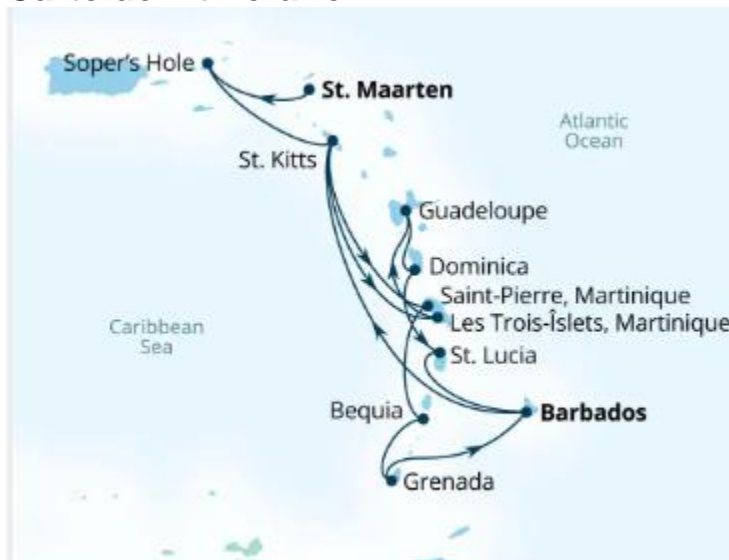 Soper's Hole
St. Maarten
Atlantic
Ocean
St. Kitts
Guadeloupe
Dominica
Saint-Pierre, Martinique
Les Trois-Îslets, Martinique
Caribbean
Sea
St. Lucia
Bequia
Barbados
Grenada